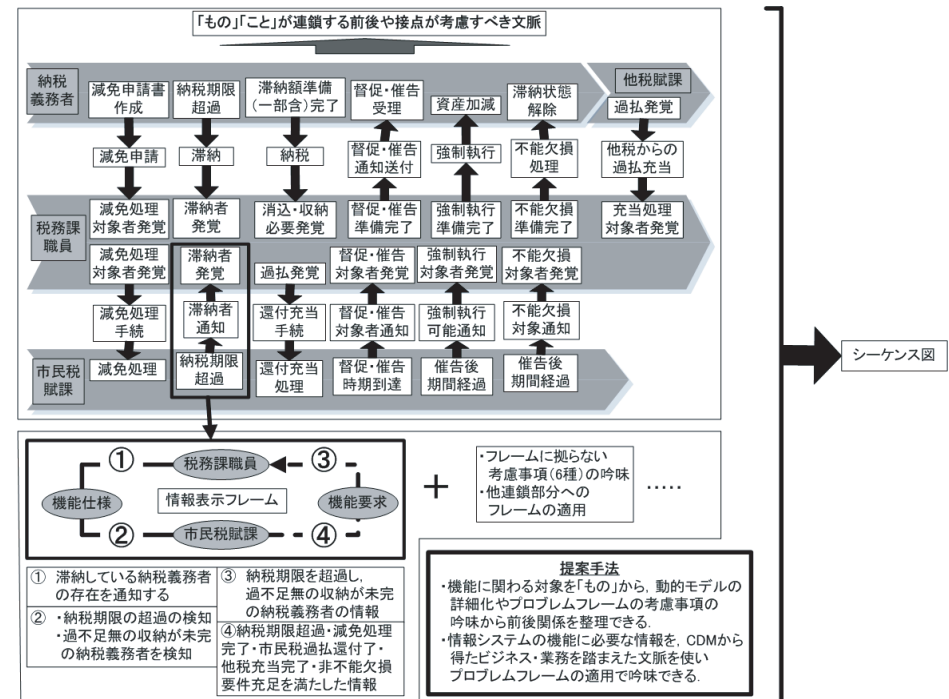 「もの」「こと」が連鎖する前後や接点が考慮すべき文脈
納税
義務者
減免申請書
作成
納税期限
超過
滞納額準備
(一部含)完了
督促・催告
受理
資産加減
滞納状態
解除
他税賦課
過払発覚
減免申請
滞納
納税
督促・催告
通知送付
強制執行
不能欠損
処理
他税からの
過払充当
税務課
職員
減免処理
対象者発覚
滞納者
発覚
消込・収納
必要発覚
督促・催告
準備完了
強制執行
準備完了
不能欠損
準備完了
充当処理
対象者発覚
減免処理
対象者発覚
滞納者
発覚
過払発覚
督促・催告
対象者発覚
強制執行
対象者発覚
不能欠損
対象者発覚
減免処理
手続
滞納者
通知
還付充当
手続
督促・催告
対象者通知
強制執行
可能通知
不能欠損
対象通知
市民税
賦課
減免処理
納税期限
超過
還付充当
処理
督促・催告
時期到達
催告後
期間経過
催告後
期間経過
シーケンス図
①
税務課職員
③
機能仕様
情報表示フレーム
機能要求
②
市民税賦課
④
+
・フレームに拠らない
考慮事項(6種)の吟味
・他連鎖部分への
フレームの適用
・・・・・
① 滞納している納税義務者
の存在を通知する
② ・納税期限の超過の検知
・過不足無の収納が未完
の納税義務者を検知
③ 納税期限を超過し,
過不足無の収納が未完
の納税義務者の情報
④納税期限超過・減免処理
完了・市民税過払還付了・
他税充当完了・非不能欠損
要件充足を満たした情報
提案手法
・機能に関わる対象を「もの」から, 動的モデルの
詳細化やプロブレムフレームの考慮事項の
吟味から前後関係を整理できる.
・情報システムの機能に必要な情報を, CDMから
得たビジネス・業務を踏まえた文脈を使い
プロブレムフレームの適用で吟味できる.